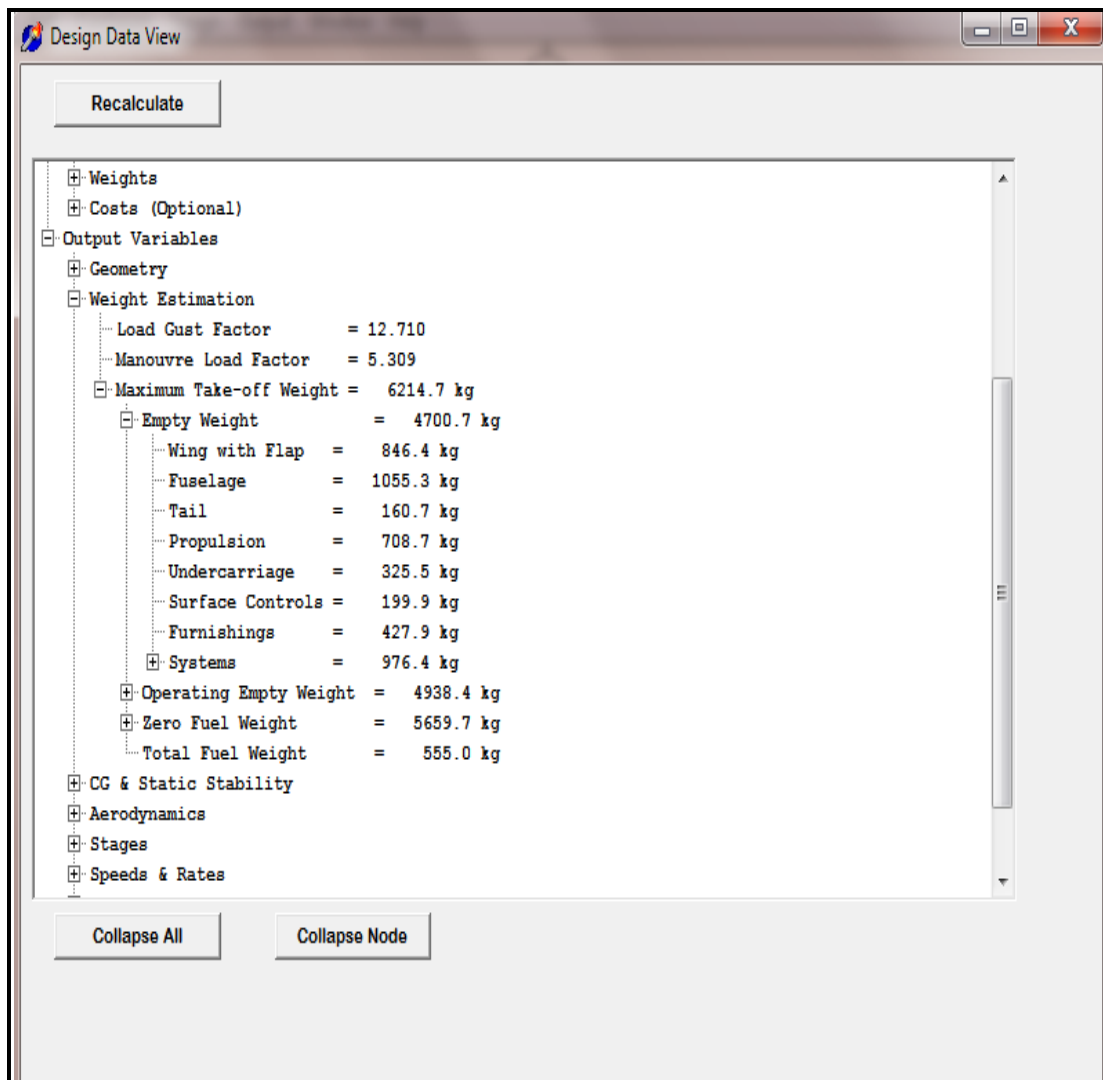 Design Data View
Recalculate
Weights
Costs (Optional)
Output Variables
Geometry
Weight Estimation
Load Gust Factor = 12.710
Manouvre Load Factor = 5.309
Maximum Take-off Weight = 6214.7 kg
Empty Weight = 4700.7 kg
Wing with Flap = 846.4 kg
Fuselage = 1055.3 kg
Tail = 160.7 kg
Propulsion = 708.7 kg
Undercarriage = 325.5 kg
Surface Controls = 199.9 kg
Furnishings = 427.9 kg
Systems = 976.4 kg
Operating Empty Weight = 4938.4 kg
Zero Fuel Weight = 5659.7 kg
Total Fuel Weight = 555.0 kg
CG & Static Stability
Aerodynamics
Stages
Speeds & Rates
Collapse All Collapse Node